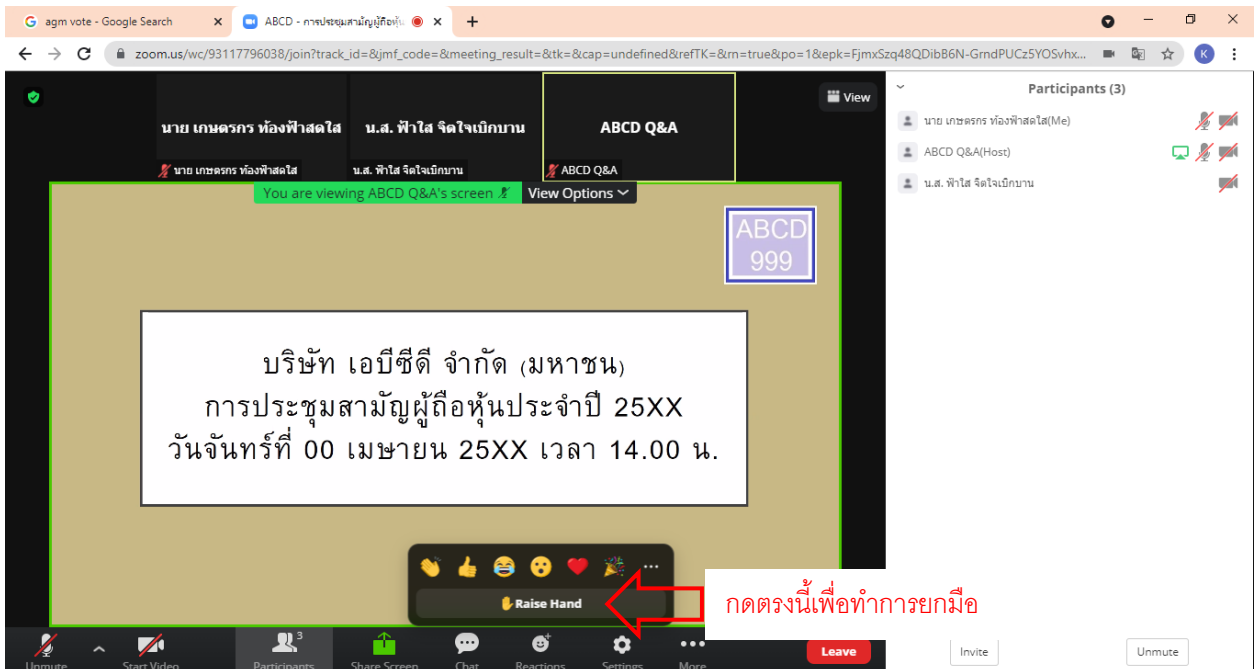 agm vote - Google Search
ABCD - การประชุมสามัญผู้ถือหุ้น
zoom.us/wc/93117796038/join?track_id=&jmf_code=&meeting_result=&tk=&cap=undefined&refTK=&rn=true&po=1&epk=FjmxSzq48QDibB6N-GrndPUCz5YOSvhx...
K
View
นาย เกษตรกร ท้องฟ้าสดใส
น.ส. ฟ้าใส จิตใจเบิกบาน
ABCD Q&A
นาย เกษตรกร ท้องฟ้าสดใส
น.ส. ฟ้าใส จิตใจเบิกบาน
ABCD Q&A
You are viewing ABCD Q&A's screen
View Options
ABCD
999
บริษัท เอบีซีดี จำกัด (มหาชน)
การประชุมสามัญผู้ถือหุ้นประจำปี 25XX
วันจันทร์ที่ 00 เมษายน 25XX เวลา 14.00 น.
Raise Hand
กดตรงนี้เพื่อทำการยกมือ
Unmute
Start Video
3
Participants
Share Screen
Chat
Reactions
Settings
More
Leave
Participants (3)
นาย เกษตรกร ท้องฟ้าสดใส(Me)
ABCD Q&A(Host)
น.ส. ฟ้าใส จิตใจเบิกบาน
Invite
Unmute